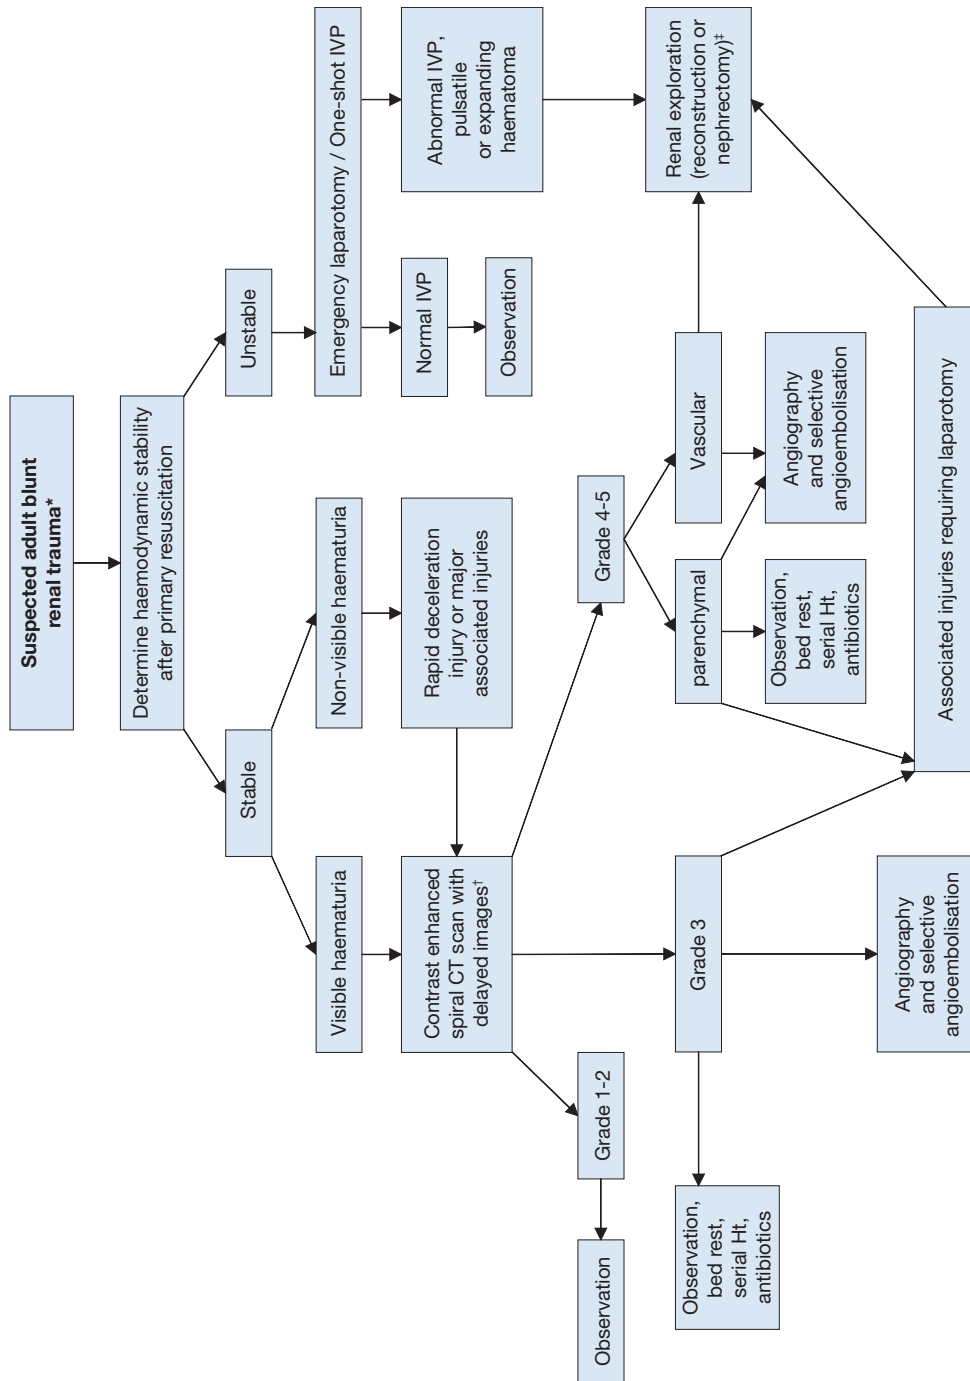 Suspected adult blunt
renal trauma*
Determine haemodynamic stability
after primary resuscitation
Stable
Unstable
Visible haematuria
Non-visible haematuria
Emergency laparotomy / One-shot IVP
Contrast enhanced
spiral CT scan with
delayed images†
Rapid deceleration
injury or major
associated injuries
Normal IVP
Abnormal IVP,
pulsatile
or expanding
haematoma
Observation
Observation
Grade 1-2
Grade 4-5
Observation,
bed rest,
serial Ht,
antibiotics
Grade 3
parenchymal
Vascular
Renal exploration
(reconstruction or
nephrectomy)‡
Observation,
bed rest,
serial Ht,
antibiotics
Angiography
and selective
angioembolisation
Angiography
and selective
angioembolisation
Associated injuries requiring laparotomy